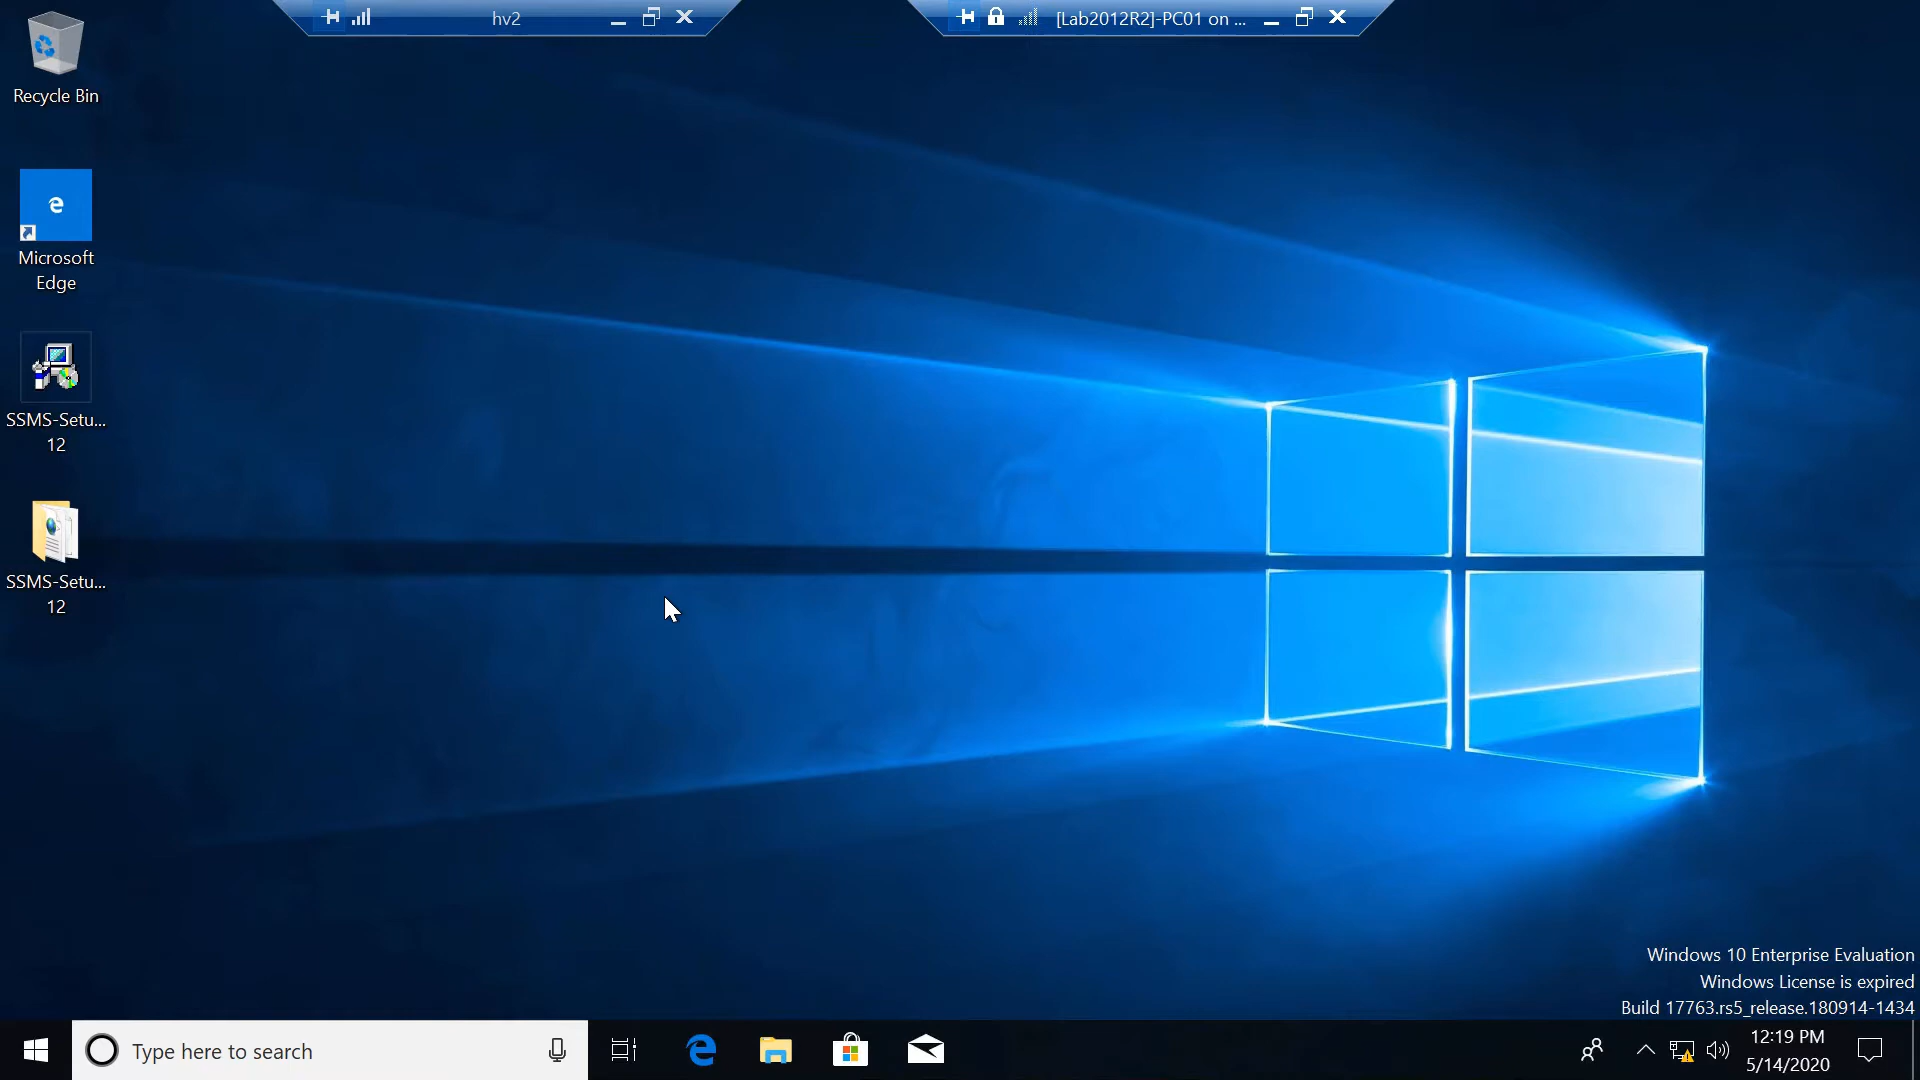 hv2
[Lab2012R2]-PC01 on ...
Recycle Bin
Microsoft
Edge
SSMS-Setu...
12
SSMS-Setu...
12
Windows 10 Enterprise Evaluation
Windows License is expired
Build 17763.rs5_release.180914-1434
Type here to search
12:19 PM
5/14/2020